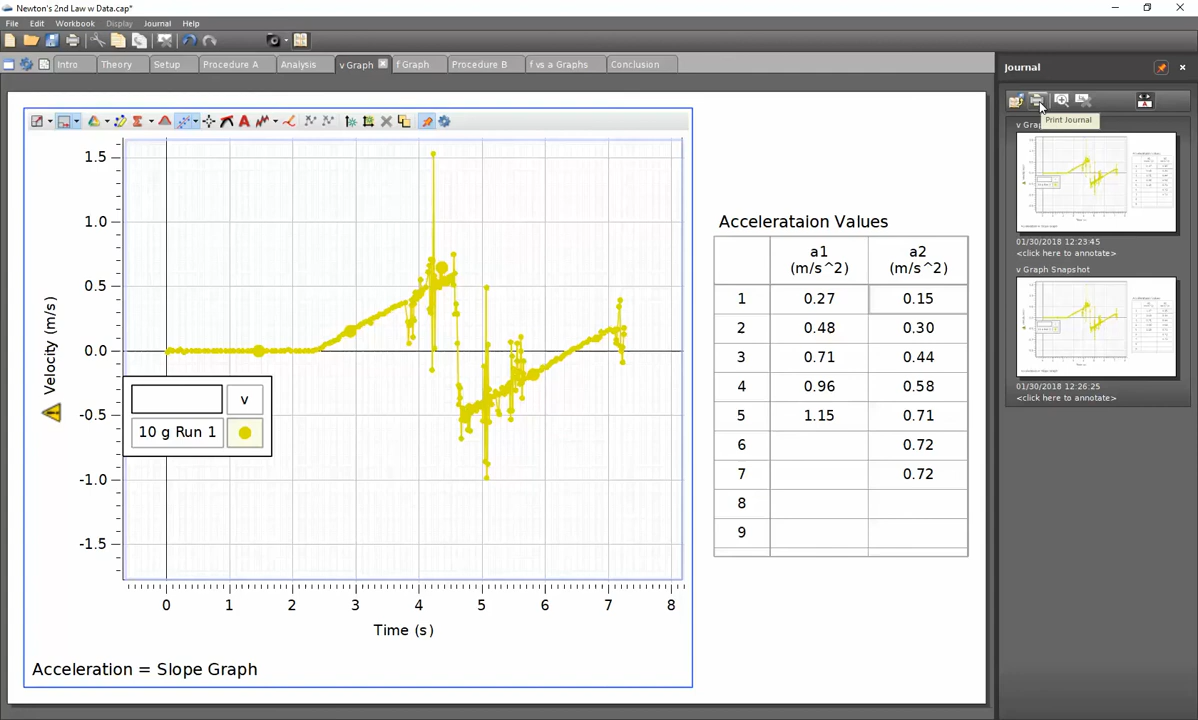 Newton's 2nd Law w Data.cap*
File Edit Workbook Display Journal Help
Intro Theory Setup Procedure A Analysis v Graph f Graph Procedure B f vs a Graphs Conclusion
Journal
Print Journal
v Gra
01/30/2018 12:23:45
<click here to annotate>
v Graph Snapshot
01/30/2018 12:26:25
<click here to annotate>
1.5
1.0
0.5
0.0
-0.5
-1.0
-1.5
Velocity (m/s)
v
10 g Run 1
0 1 2 3 4 5 6 7 8
Time (s)
Acceleration = Slope Graph
Accelerataion Values
a1 a2
(m/s^2) (m/s^2)
1 0.27 0.15
2 0.48 0.30
3 0.71 0.44
4 0.96 0.58
5 1.15 0.71
6 0.72
7 0.72
8
9